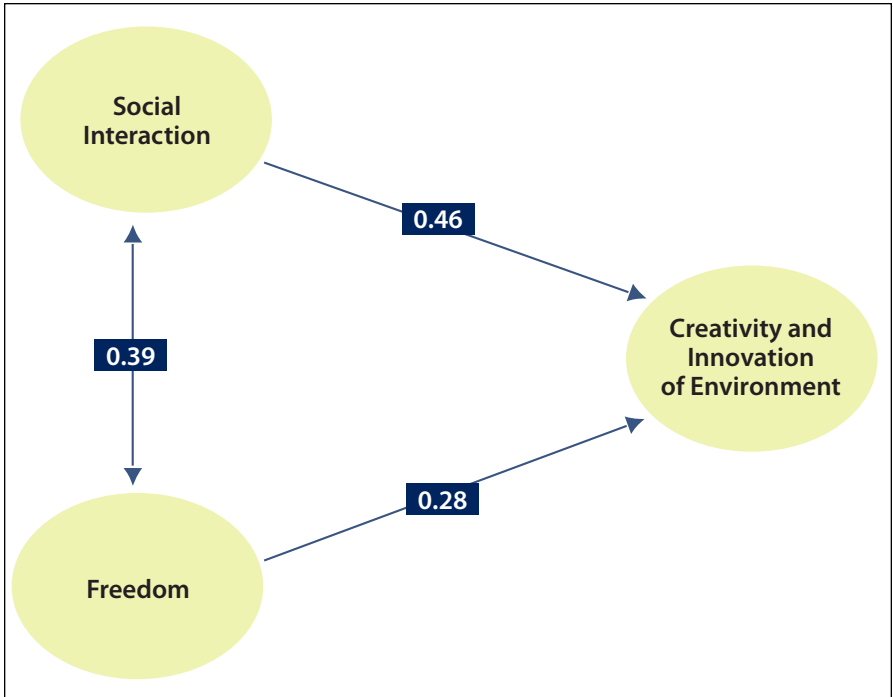 Social
Interaction
0.46
0.39
Creativity and
Innovation
of Environment
0.28
Freedom